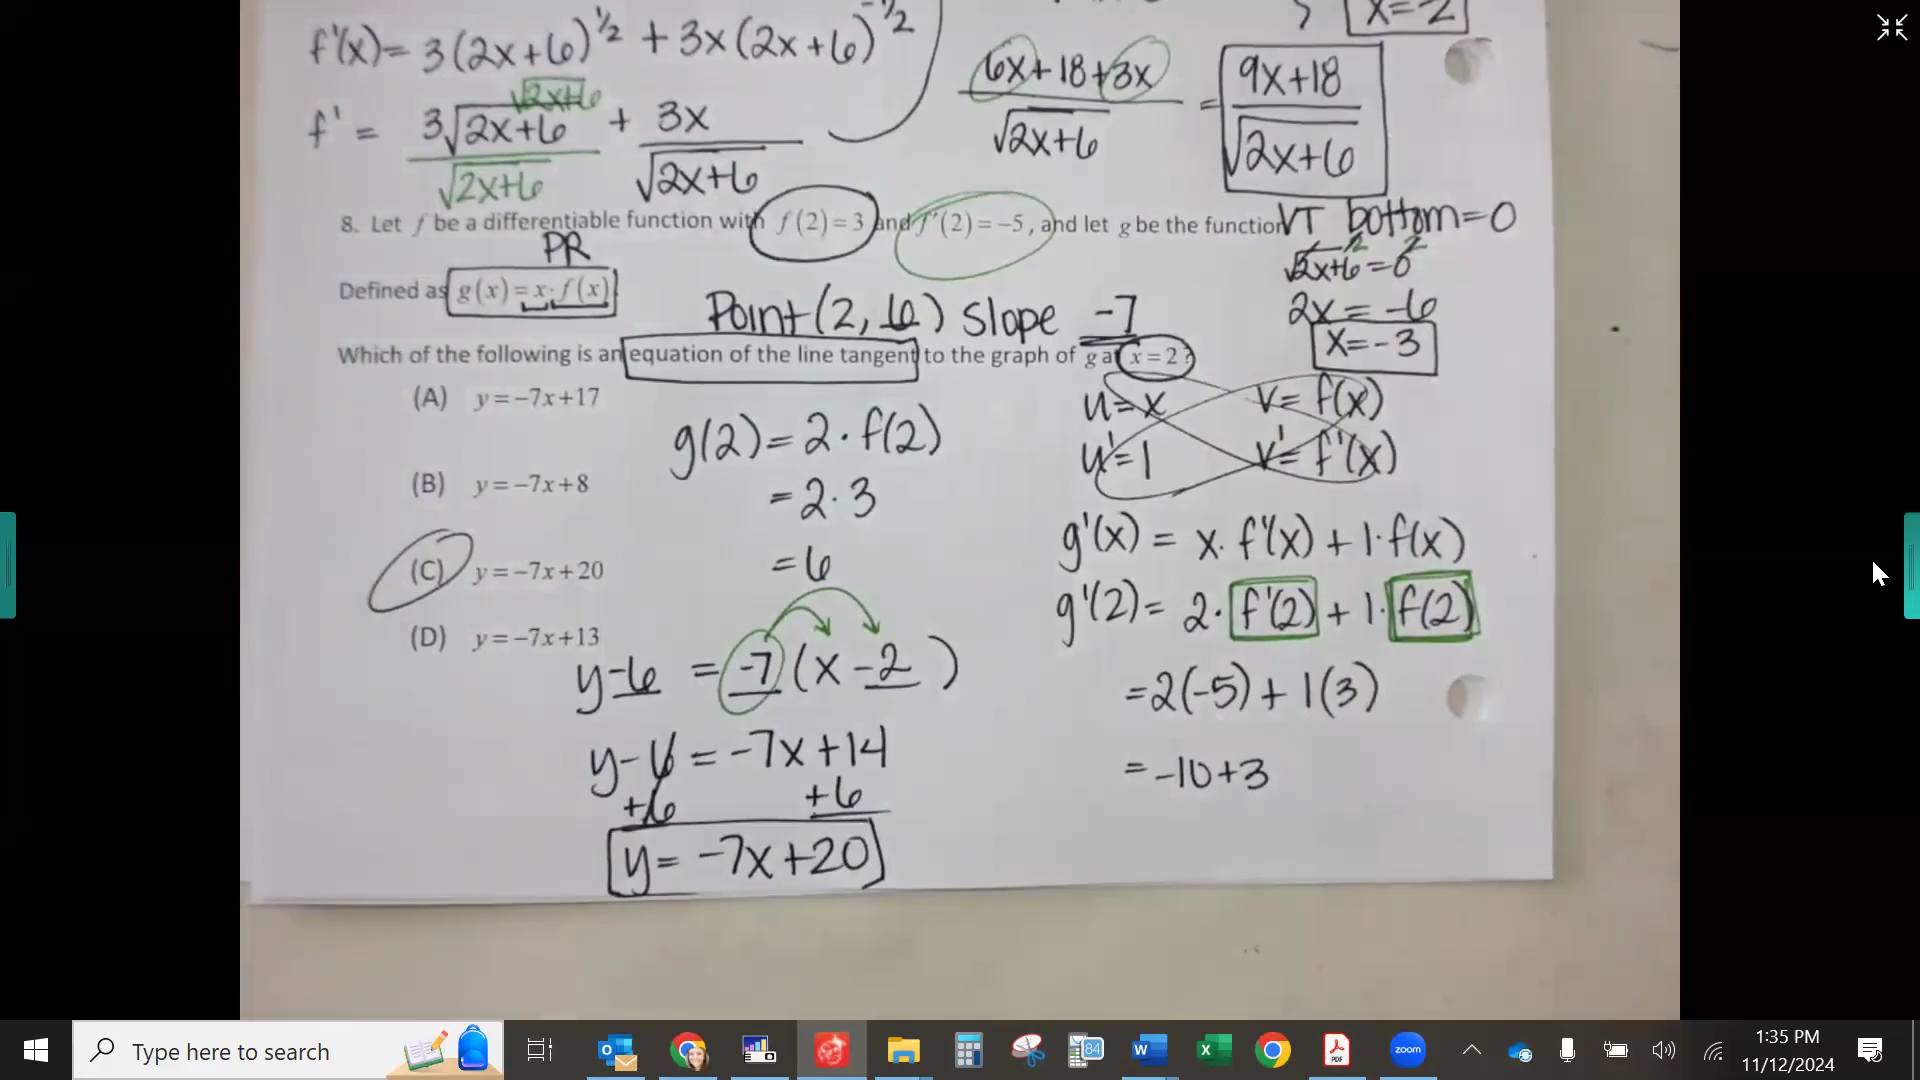 f'(x)= 3(2x+6)^1/2 + 3x(2x+6)^-1/2
x=-2
6x+18+3x / √2x+6 = 9x+18 / √2x+6
f' = 3√2x+6 √2x+6 / √2x+6 + 3x / √2x+6
8. Let f be a differentiable function with f(2)=3 and f'(2)=−5, and let g be the function
VT bottom=0
PR
√2x+6^2=0^2
Defined as g(x)=x·f(x)
Point(2, 6) Slope -7
2x = -6
x=-3
Which of the following is an equation of the line tangent to the graph of g at x=2?
(A) y=−7x+17
u=x v= f(x)
g(2)=2·f(2)
u'=1 v'= f'(x)
(B) y=−7x+8
=2·3
g'(x) = x·f'(x)+1·f(x)
(C) y=−7x+20
=6
g'(2)= 2·f'(2)+1·f(2)
(D) y=−7x+13
y-6 = -7(x-2)
=2(-5)+1(3)
y-6=-7x+14
=-10+3
+6 +6
y= -7x+20
Type here to search
84
zoom
1:35 PM
11/12/2024